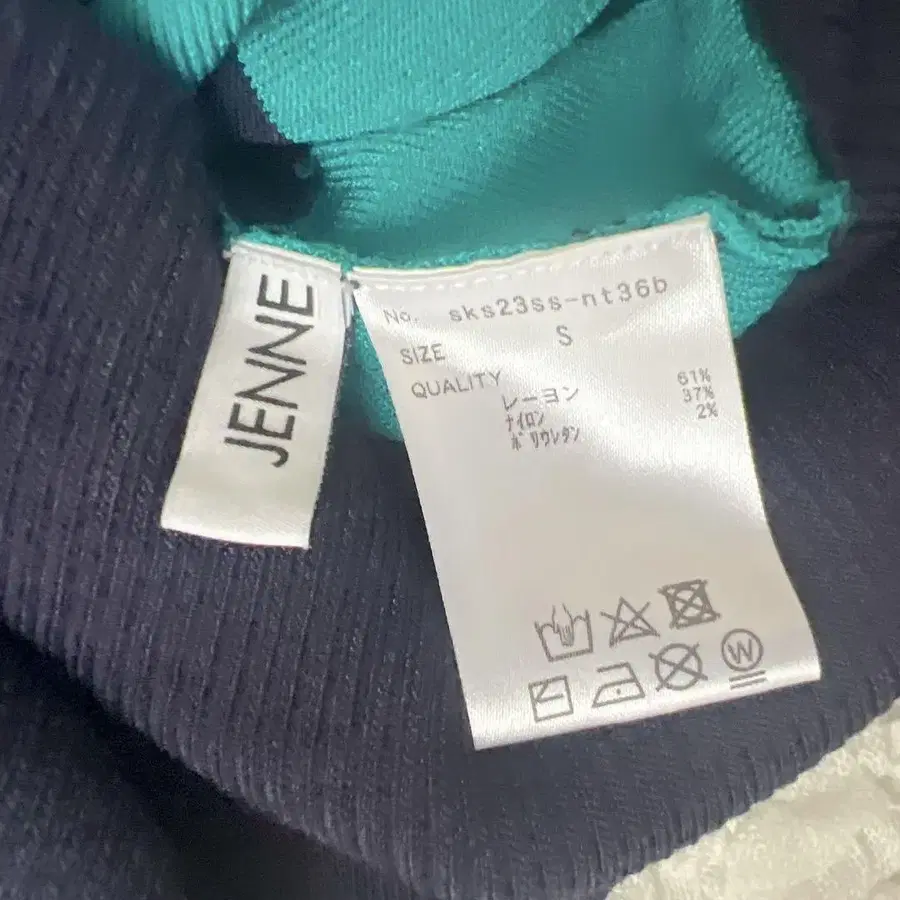 JENNE
No. sks23ss-nt36b
SIZE S
QUALITY
レーヨン 61%
ナイロン 37%
ポリウレタン 2%
W